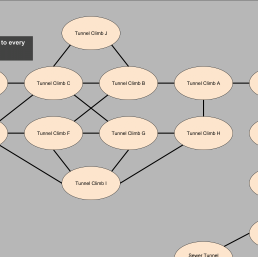 Tunnel Climb J
to every
Tunnel Climb C
Tunnel Climb B
Tunnel Climb A
Tunnel Climb F
Tunnel Climb G
Tunnel Climb H
Tunnel Climb I
Sewer Tunnel